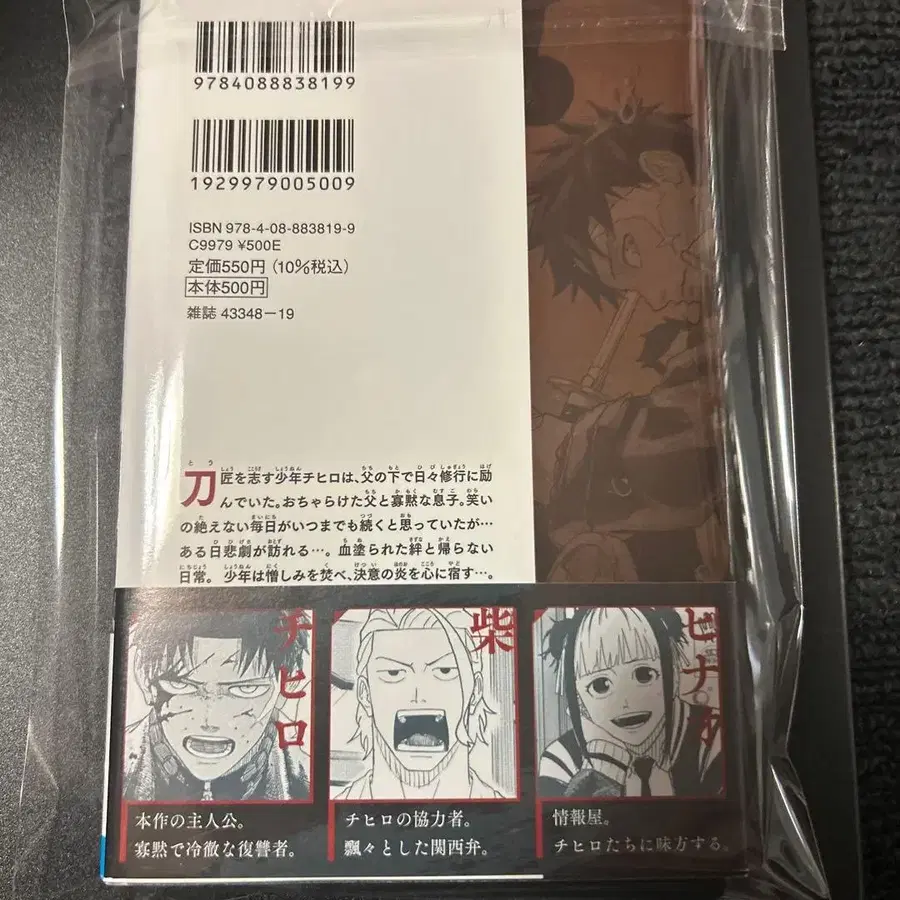 9784088838199
1929979005009
ISBN 978-4-08-883819-9
C9979 ¥500E
定価550円(10%税込)
本体500円
雑誌 43348-19
刀匠を志す少年チヒロは、父の下で日々修行に励
んでいた。おちゃらけた父と寡黙な息子。笑い
の絶えない毎日がいつまでも続くと思っていたが…
ある日悲劇が訪れる…。血塗られた絆と帰らない
日常。少年は憎しみを焚べ、決意の炎を心に宿す…。
チヒロ
柴
ヒナオ
本作の主人公。
寡黙で冷徹な復讐者。
チヒロの協力者。
飄々とした関西弁。
情報屋。
チヒロたちに味方する。